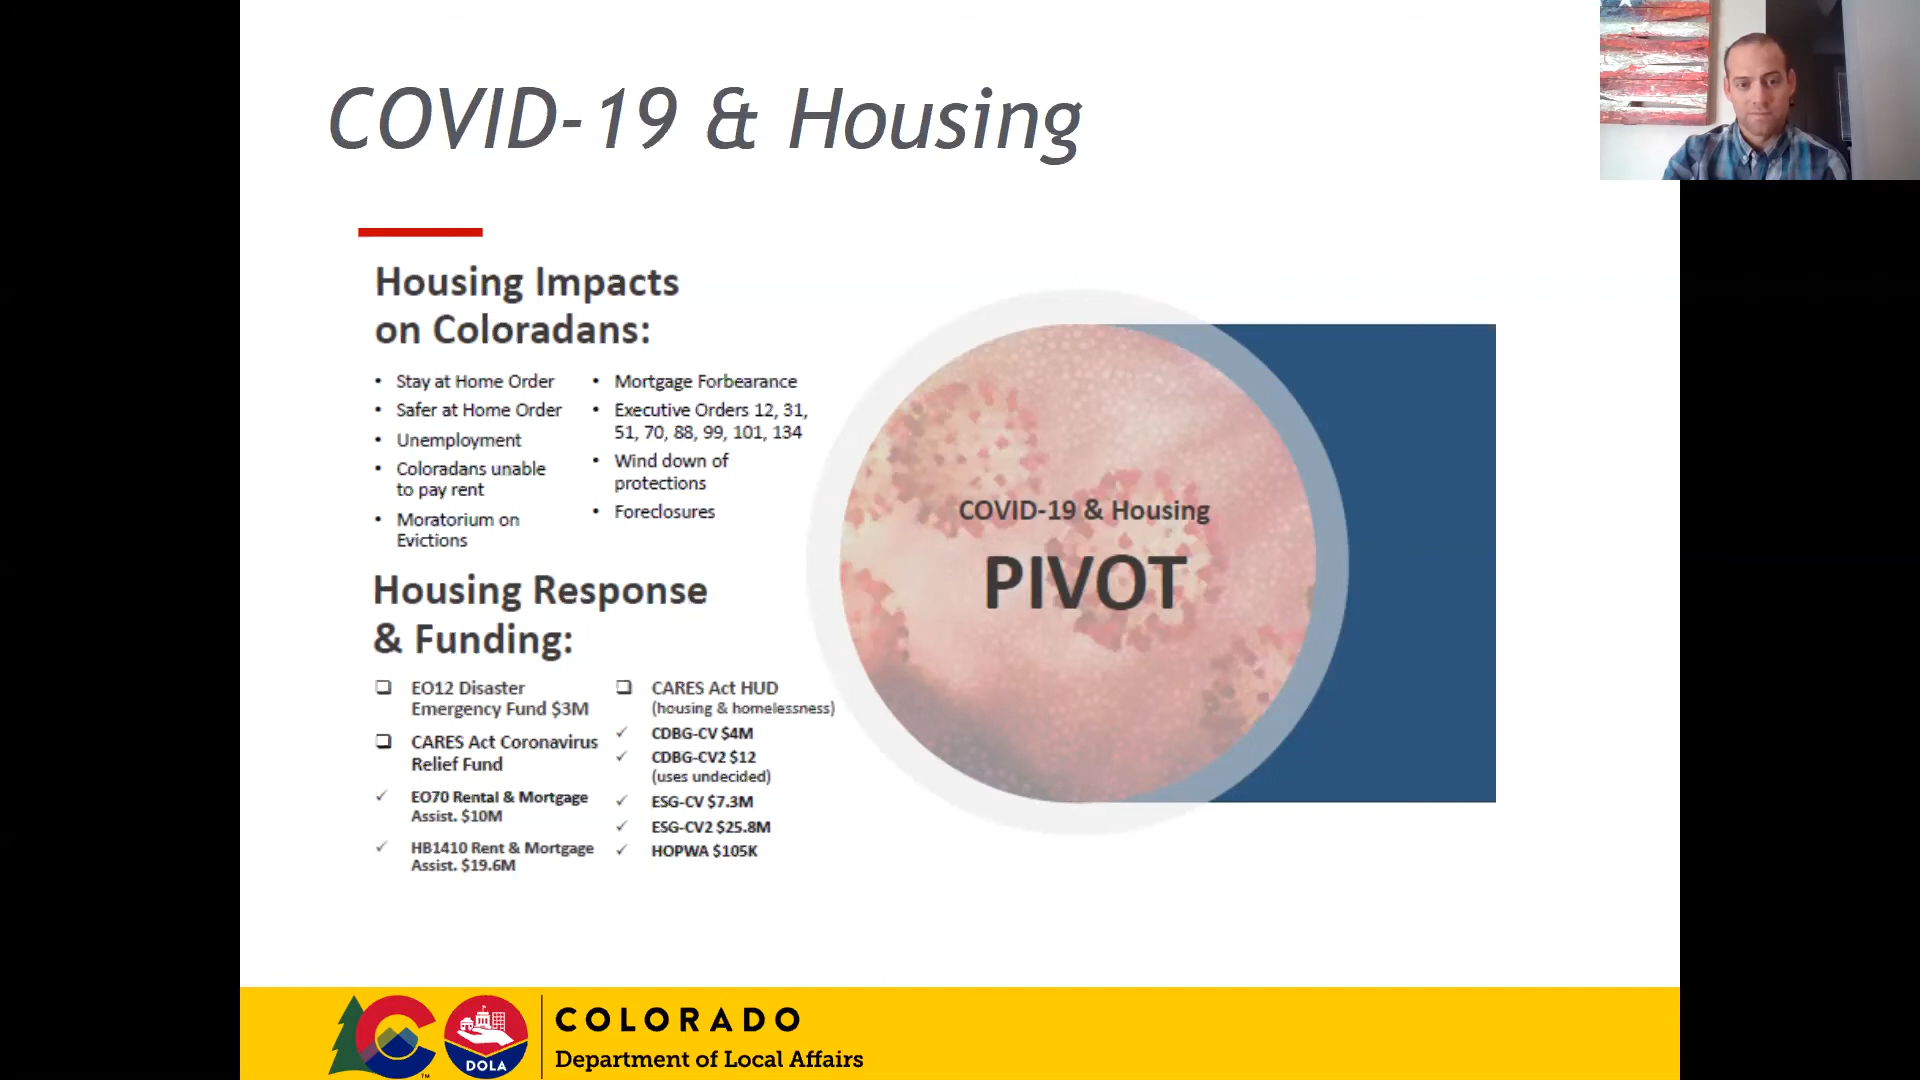 COVID-19 & Housing
Housing Impacts
on Coloradans:
• Stay at Home Order
• Safer at Home Order
• Unemployment
• Coloradans unable
to pay rent
• Moratorium on
Evictions
• Mortgage Forbearance
• Executive Orders 12, 31,
51, 70, 88, 99, 101, 134
• Wind down of
protections
• Foreclosures
Housing Response
& Funding:
❑ EO12 Disaster
Emergency Fund $3M
❑ CARES Act Coronavirus
Relief Fund
✓ EO70 Rental & Mortgage
Assist. $10M
✓ HB1410 Rent & Mortgage
Assist. $19.6M
❑ CARES Act HUD
(housing & homelessness)
✓ CDBG-CV $4M
✓ CDBG-CV2 $12
(uses undecided)
✓ ESG-CV $7.3M
✓ ESG-CV2 $25.8M
✓ HOPWA $105K
COVID-19 & Housing
PIVOT
TM
DOLA
COLORADO
Department of Local Affairs